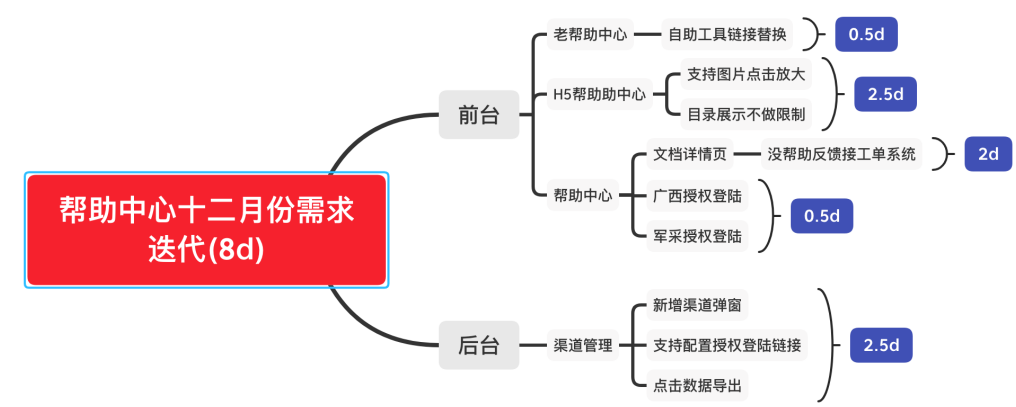 帮助中心十二月份需求
迭代(8d)
前台
老帮助中心
自助工具链接替换
0.5d
H5帮助助中心
支持图片点击放大
目录展示不做限制
2.5d
帮助中心
文档详情页
没帮助反馈接工单系统
2d
广西授权登陆
军采授权登陆
0.5d
后台
渠道管理
新增渠道弹窗
支持配置授权登陆链接
点击数据导出
2.5d